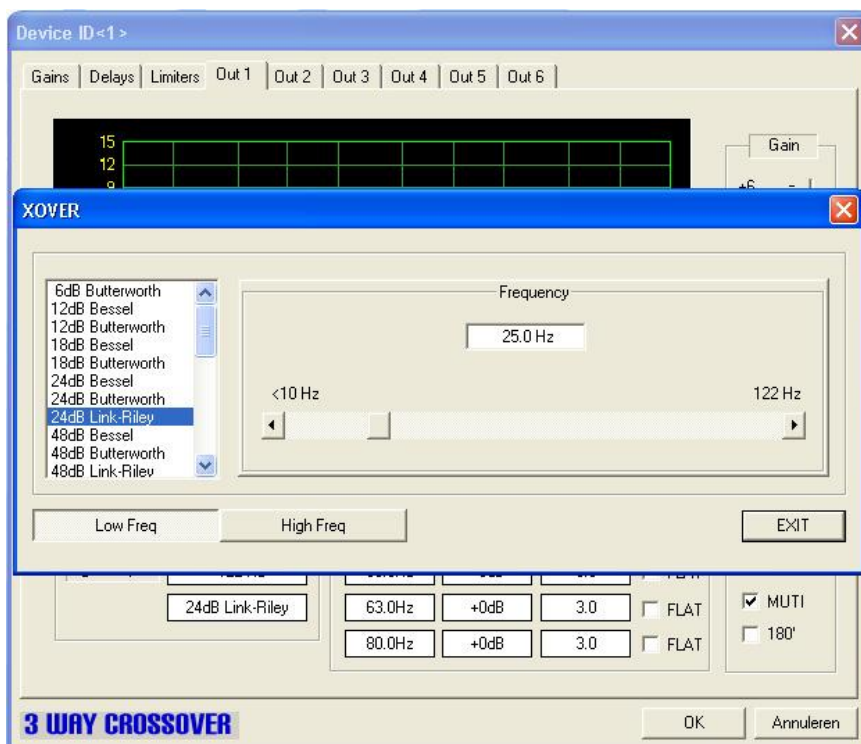 Device ID<1>
Gains Delays Limiters Out 1 Out 2 Out 3 Out 4 Out 5 Out 6
15
12
9
Gain
+6
XOVER
6dB Butterworth
12dB Bessel
12dB Butterworth
18dB Bessel
18dB Butterworth
24dB Bessel
24dB Butterworth
24dB Link-Riley
48dB Bessel
48dB Butterworth
48dB Link-Riley
Frequency
25.0 Hz
<10 Hz 122 Hz
Low Freq High Freq EXIT
24dB Link-Riley
63.0Hz +0dB 3.0 FLAT
80.0Hz +0dB 3.0 FLAT
MUTI
180'
3 WAY CROSSOVER
OK Annuleren